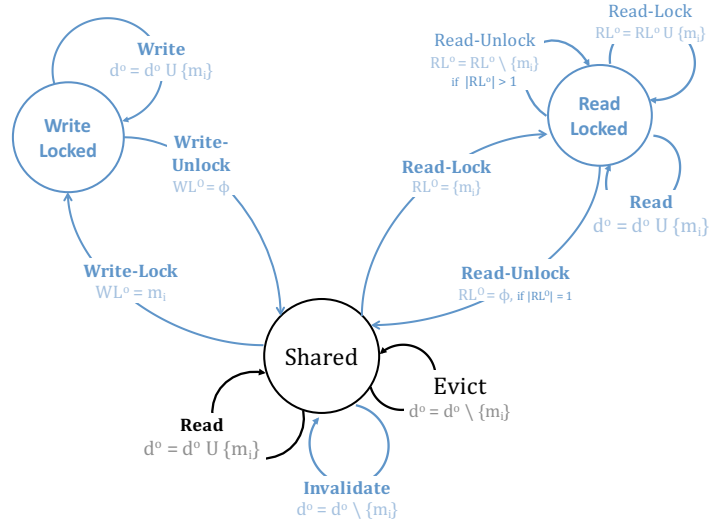 Write
dᵒ = dᵒ U {mᵢ}
Write
Locked
Write-
Unlock
WLᴼ = ϕ
Write-Lock
WLᵒ = mᵢ
Read-Unlock
RLᵒ = RLᵒ \ {mᵢ}
if |RLᵒ| > 1
Read-Lock
RLᵒ = RLᵒ U {mᵢ}
Read
Locked
Read-Lock
RLᴼ = {mᵢ}
Read
dᵒ = dᵒ U {mᵢ}
Read-Unlock
RLᴼ = ϕ, if |RLᴼ| = 1
Shared
Evict
dᵒ = dᵒ \ {mᵢ}
Read
dᵒ = dᵒ U {mᵢ}
Invalidate
dᵒ = dᵒ \ {mᵢ}